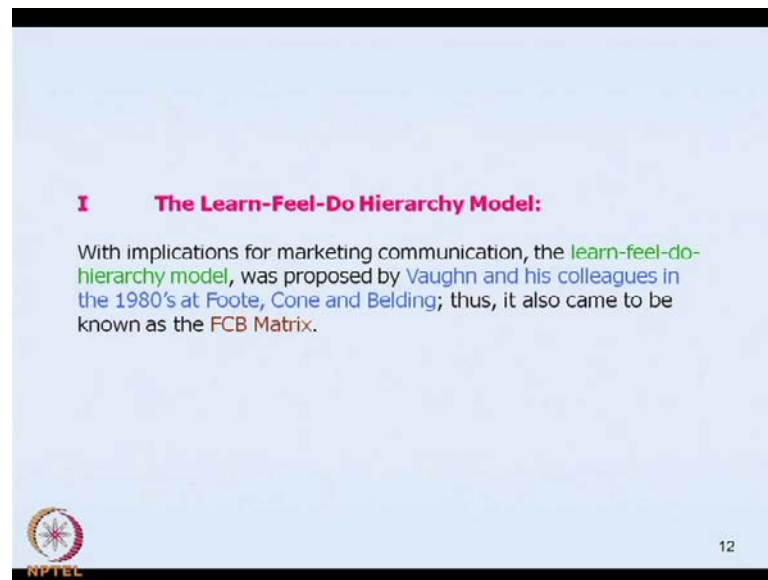 I The Learn-Feel-Do Hierarchy Model:
With implications for marketing communication, the learn-feel-do-
hierarchy model, was proposed by Vaughn and his colleagues in
the 1980's at Foote, Cone and Belding; thus, it also came to be
known as the FCB Matrix.
12
NPTEL